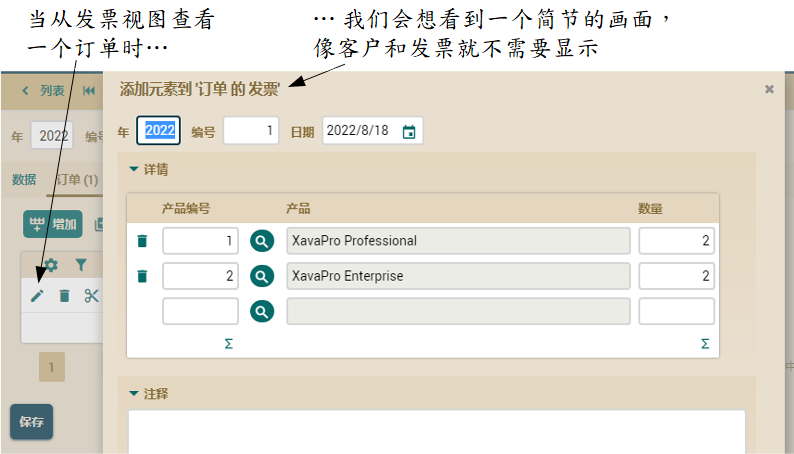 当从发票视图查看
一个订单时…
… 我们会想看到一个简节的画面，
像客户和发票就不需要显示
列表
添加元素到 '订单 的 发票'
年 2022 编号
年 2022 编号 1 日期 2022/8/18
数据 订单 (1)
详情
产品编号 产品 数量
增加
1 XavaPro Professional 2
2 XavaPro Enterprise 2
Σ Σ
1
中
注释
保存